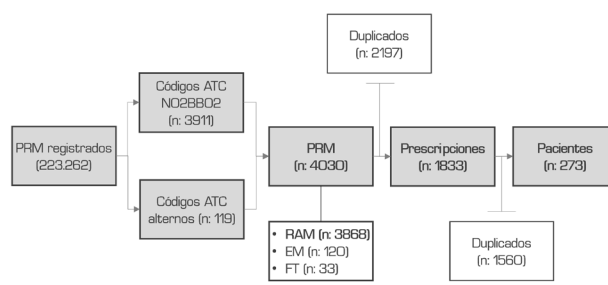 Duplicados
(n: 2197)
Códigos ATC
N02BB02
(n: 3911)
PRM registrados
(223.262)
PRM
(n: 4030)
Prescripciones
(n: 1833)
Pacientes
(n: 273)
Códigos ATC
alternos (n: 119)
• RAM (n: 3868)
• EM (n: 120)
• FT (n: 33)
Duplicados
(n: 1560)